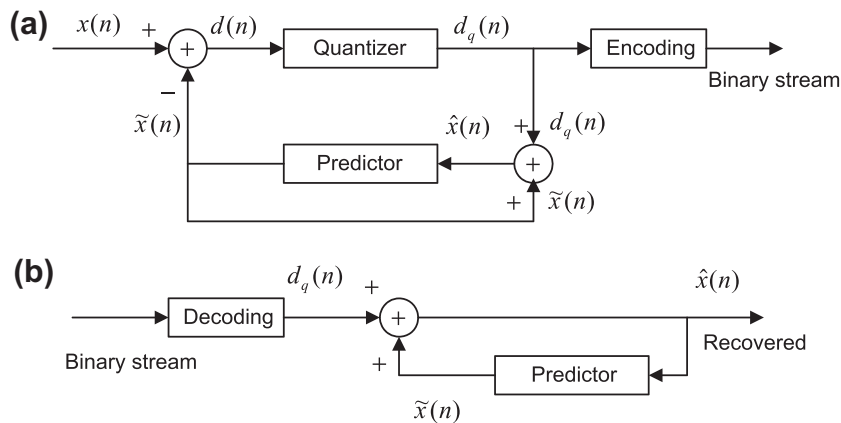 (a) x(n) + + d(n) Quantizer d_q(n) Encoding
Binary stream
−
x̃(n) x̂(n) + d_q(n)
Predictor +
+ x̃(n)
(b) d_q(n) + x̂(n)
Decoding +
Binary stream + Recovered
Predictor
x̃(n)